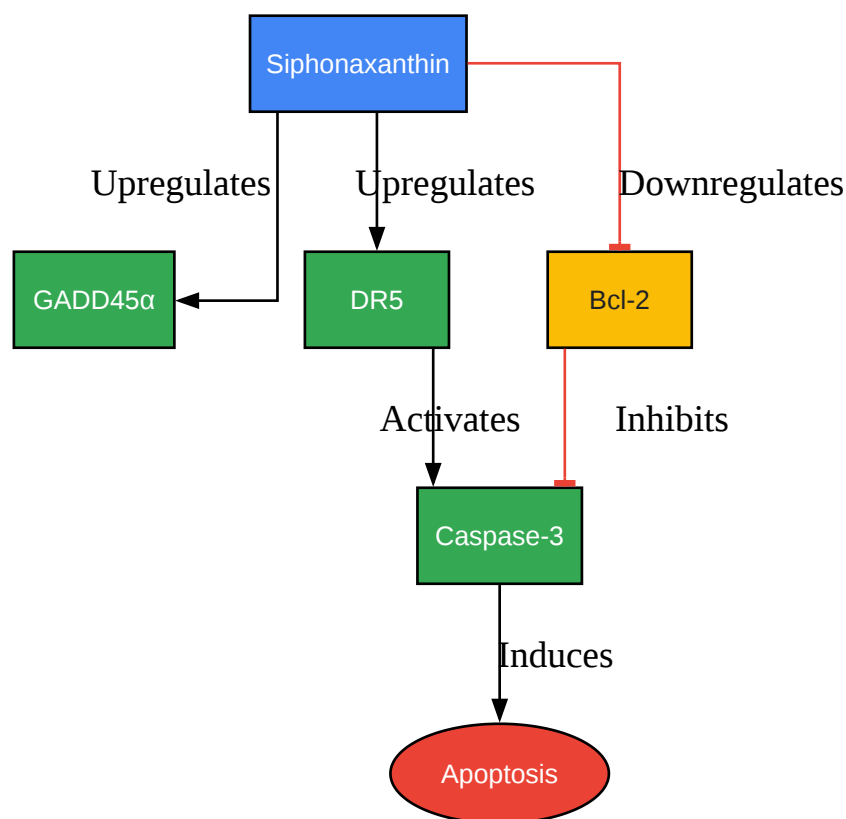 Siphonaxanthin
Upregulates
Upregulates
Downregulates
GADD45α
DR5
Bcl-2
Activates
Inhibits
Caspase-3
Induces
Apoptosis